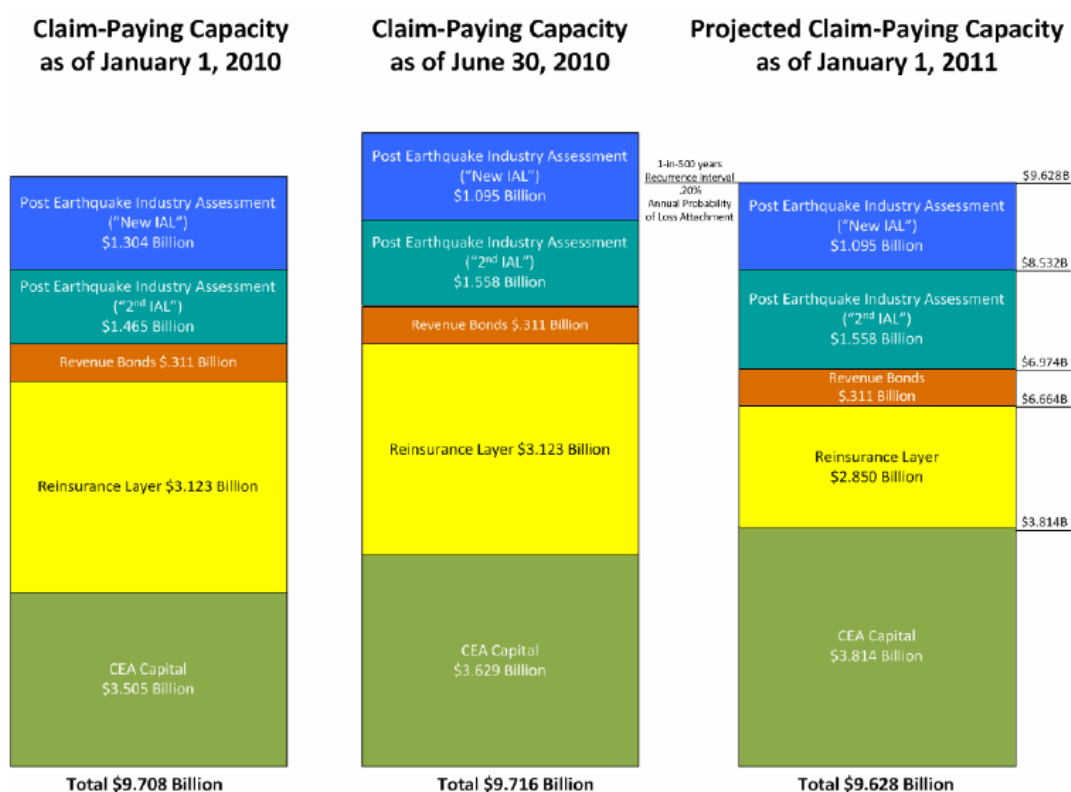 Claim-Paying Capacity
as of January 1, 2010
Post Earthquake Industry Assessment
("New IAL")
$1.304 Billion
Post Earthquake Industry Assessment
("2nd IAL")
$1.465 Billion
Revenue Bonds $.311 Billion
Reinsurance Layer $3.123 Billion
CEA Capital
$3.505 Billion
Total $9.708 Billion
Claim-Paying Capacity
as of June 30, 2010
Post Earthquake Industry Assessment
("New IAL")
$1.095 Billion
Post Earthquake Industry Assessment
("2nd IAL")
$1.558 Billion
Revenue Bonds $.311 Billion
Reinsurance Layer $3.123 Billion
CEA Capital
$3.629 Billion
Total $9.716 Billion
Projected Claim-Paying Capacity
as of January 1, 2011
1-in-500 years
Recurrence Interval
.20%
Annual Probability
of Loss Attachment
$9.628B
Post Earthquake Industry Assessment
("New IAL")
$1.095 Billion
$8.532B
Post Earthquake Industry Assessment
("2nd IAL")
$1.558 Billion
$6.974B
Revenue Bonds
$.311 Billion
$6.664B
Reinsurance Layer
$2.850 Billion
$3.814B
CEA Capital
$3.814 Billion
Total $9.628 Billion